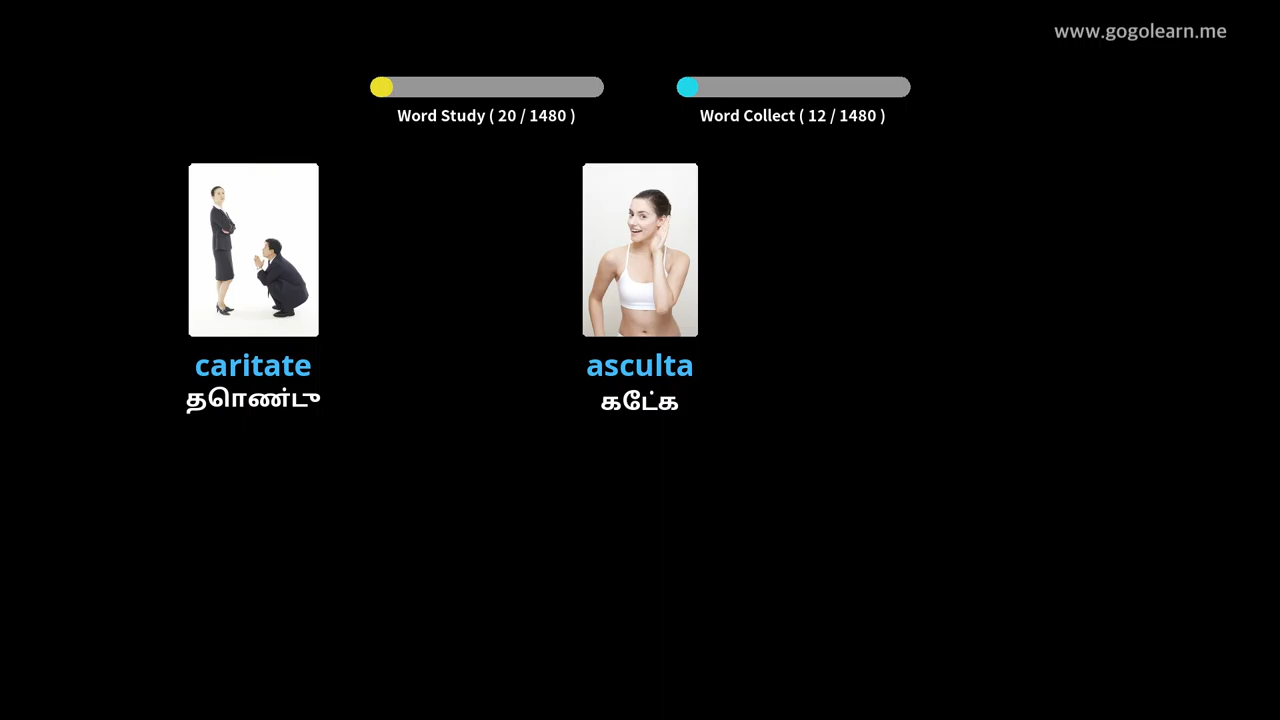 www.gogolearn.me
Word Study ( 20 / 1480 )
Word Collect ( 12 / 1480 )
caritate
தொண்டு
asculta
கேட்க